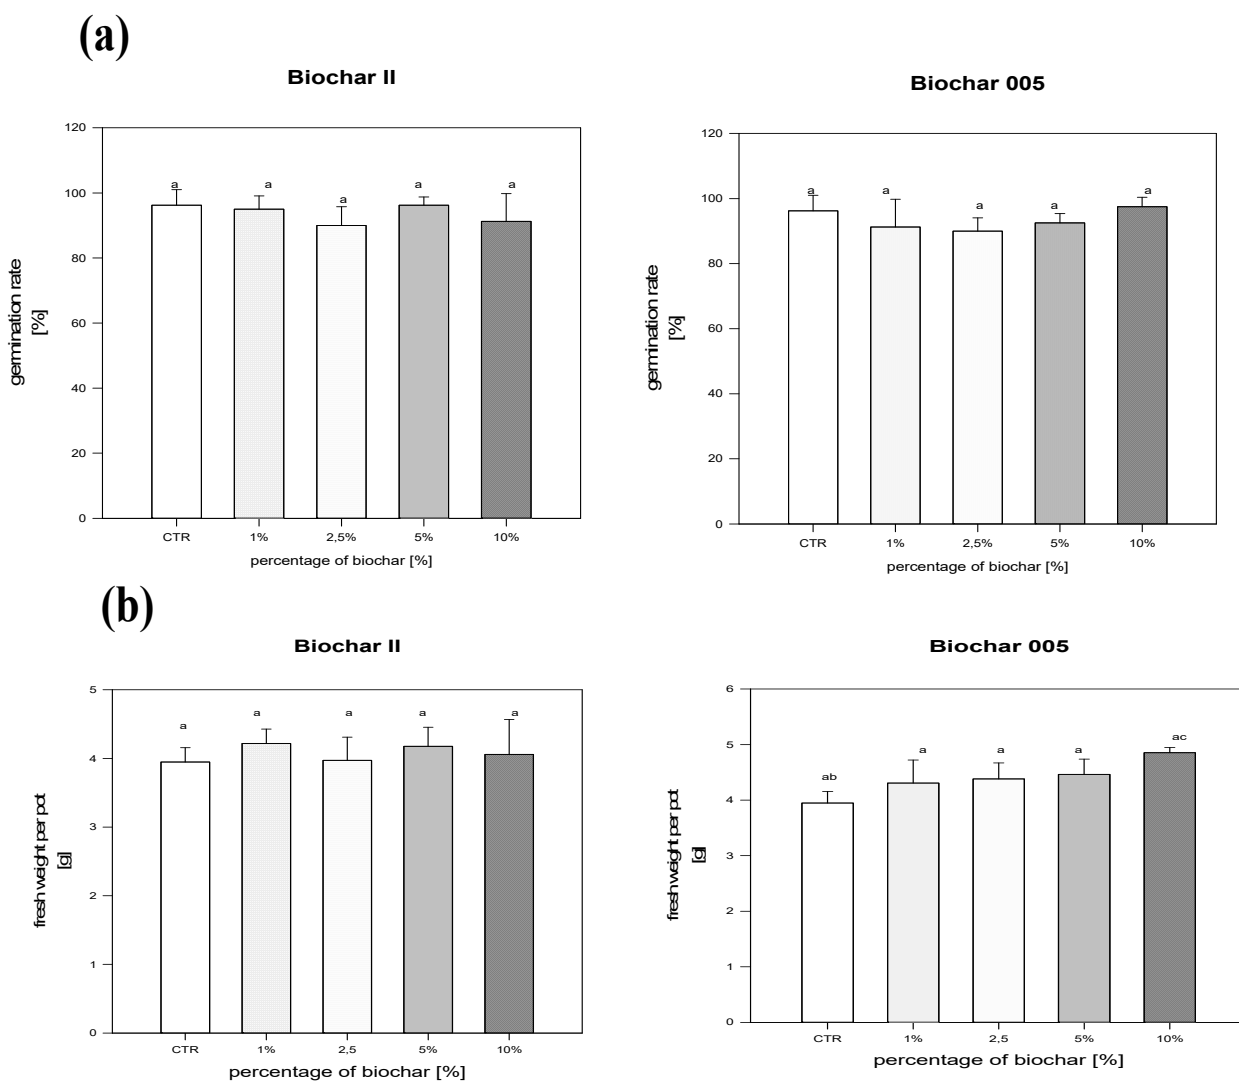 (a)
Biochar II
120
100
80
60
40
20
0
a
a
a
a
a
CTR
1%
2,5%
5%
10%
germination rate
[%]
percentage of biochar [%]
Biochar 005
120
100
80
60
40
20
0
a
a
a
a
a
CTR
1%
2,5%
5%
10%
germination rate
[%]
percentage of biochar [%]
(b)
Biochar II
5
4
3
2
1
0
a
a
a
a
a
CTR
1%
2,5
5%
10%
fresh weight per pot
[g]
percentage of biochar [%]
Biochar 005
6
5
4
3
2
1
0
ab
a
a
a
ac
CTR
1%
2,5
5%
10%
fresh weight per pot
[g]
percentage of biochar [%]